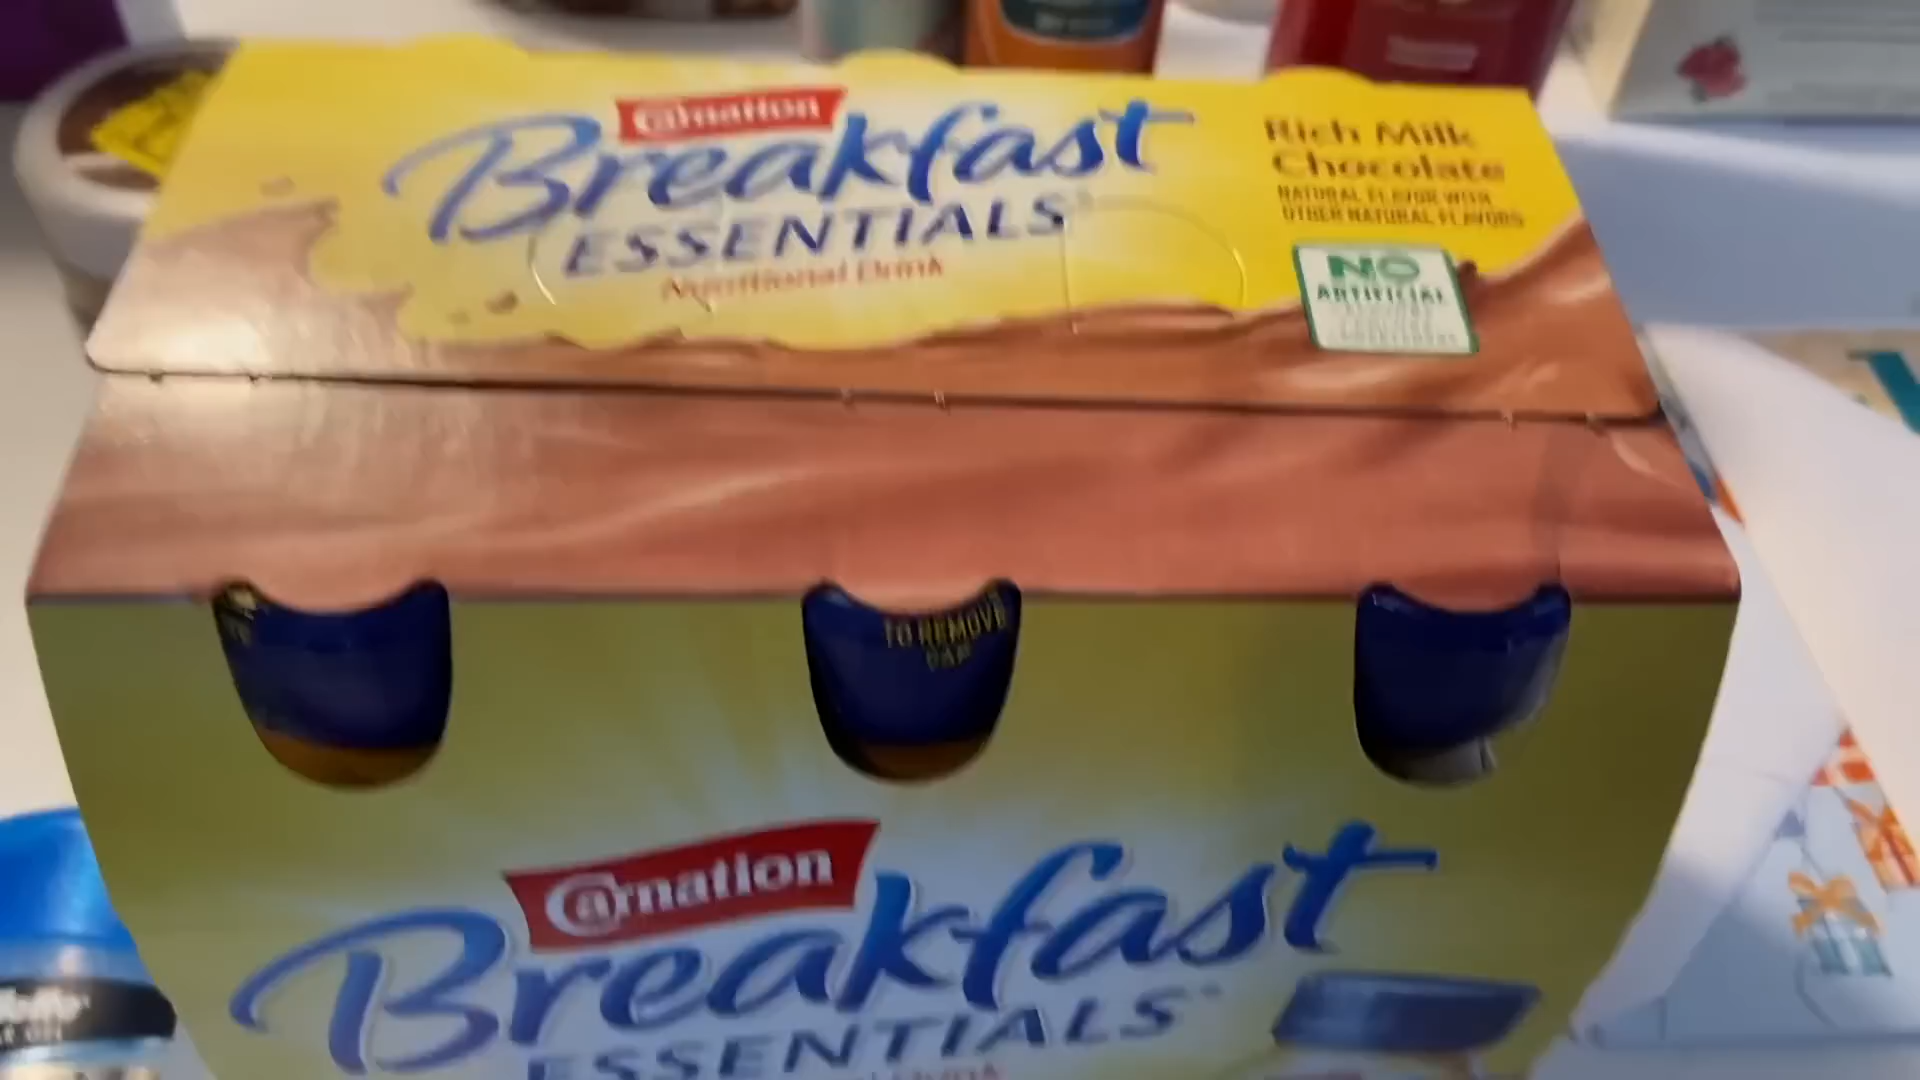 Carnation
Breakfast
ESSENTIALS
Nutritional Drink
Rich Milk
Chocolate
NATURAL FLAVOR WITH
OTHER NATURAL FLAVORS
NO
ARTIFICIAL
TO REMOVE
CAP
Carnation
Breakfast
ESSENTIALS
Drink